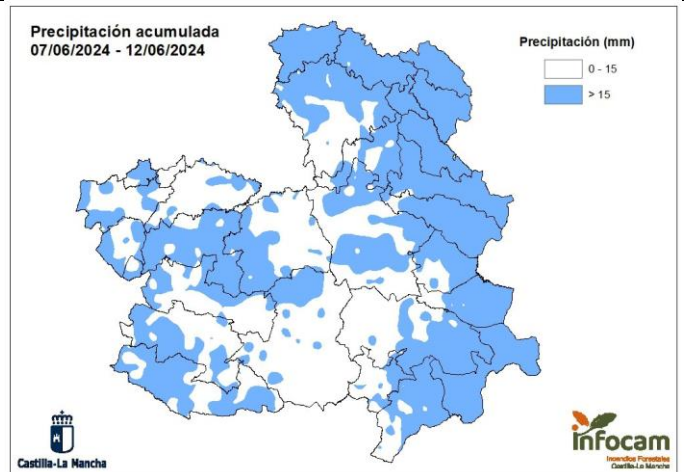 Precipitación acumulada
07/06/2024 - 12/06/2024
Precipitación (mm)
0 - 15
> 15
Castilla-La Mancha
infocam
Incendios Forestales
Castilla-La Mancha